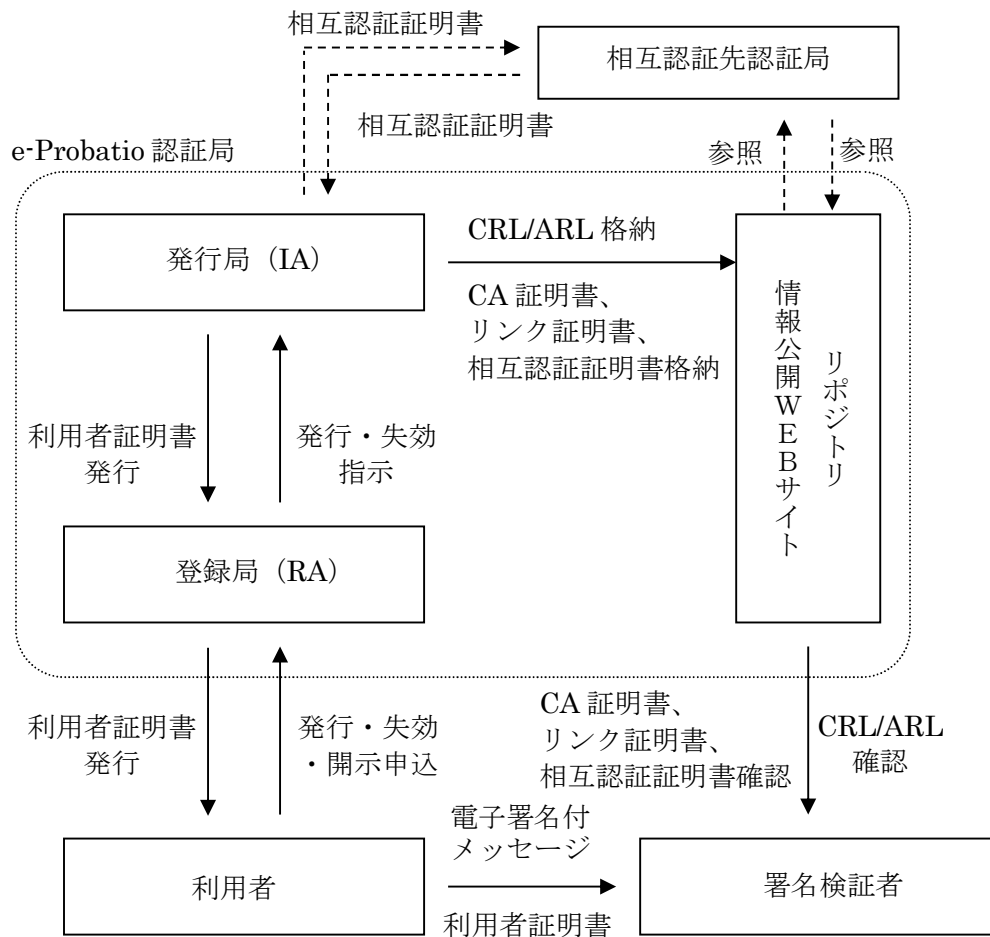 相互認証証明書
相互認証先認証局
相互認証証明書
e-Probatio 認証局
参照
参照
発行局（IA）
CRL/ARL 格納
CA 証明書、
リンク証明書、
相互認証証明書格納
リポジトリ
情報公開ＷＥＢサイト
利用者証明書
発行
発行・失効
指示
登録局（RA）
利用者証明書
発行
発行・失効
・開示申込
CA 証明書、
リンク証明書、
相互認証証明書確認
CRL/ARL
確認
電子署名付
メッセージ
利用者
利用者証明書
署名検証者